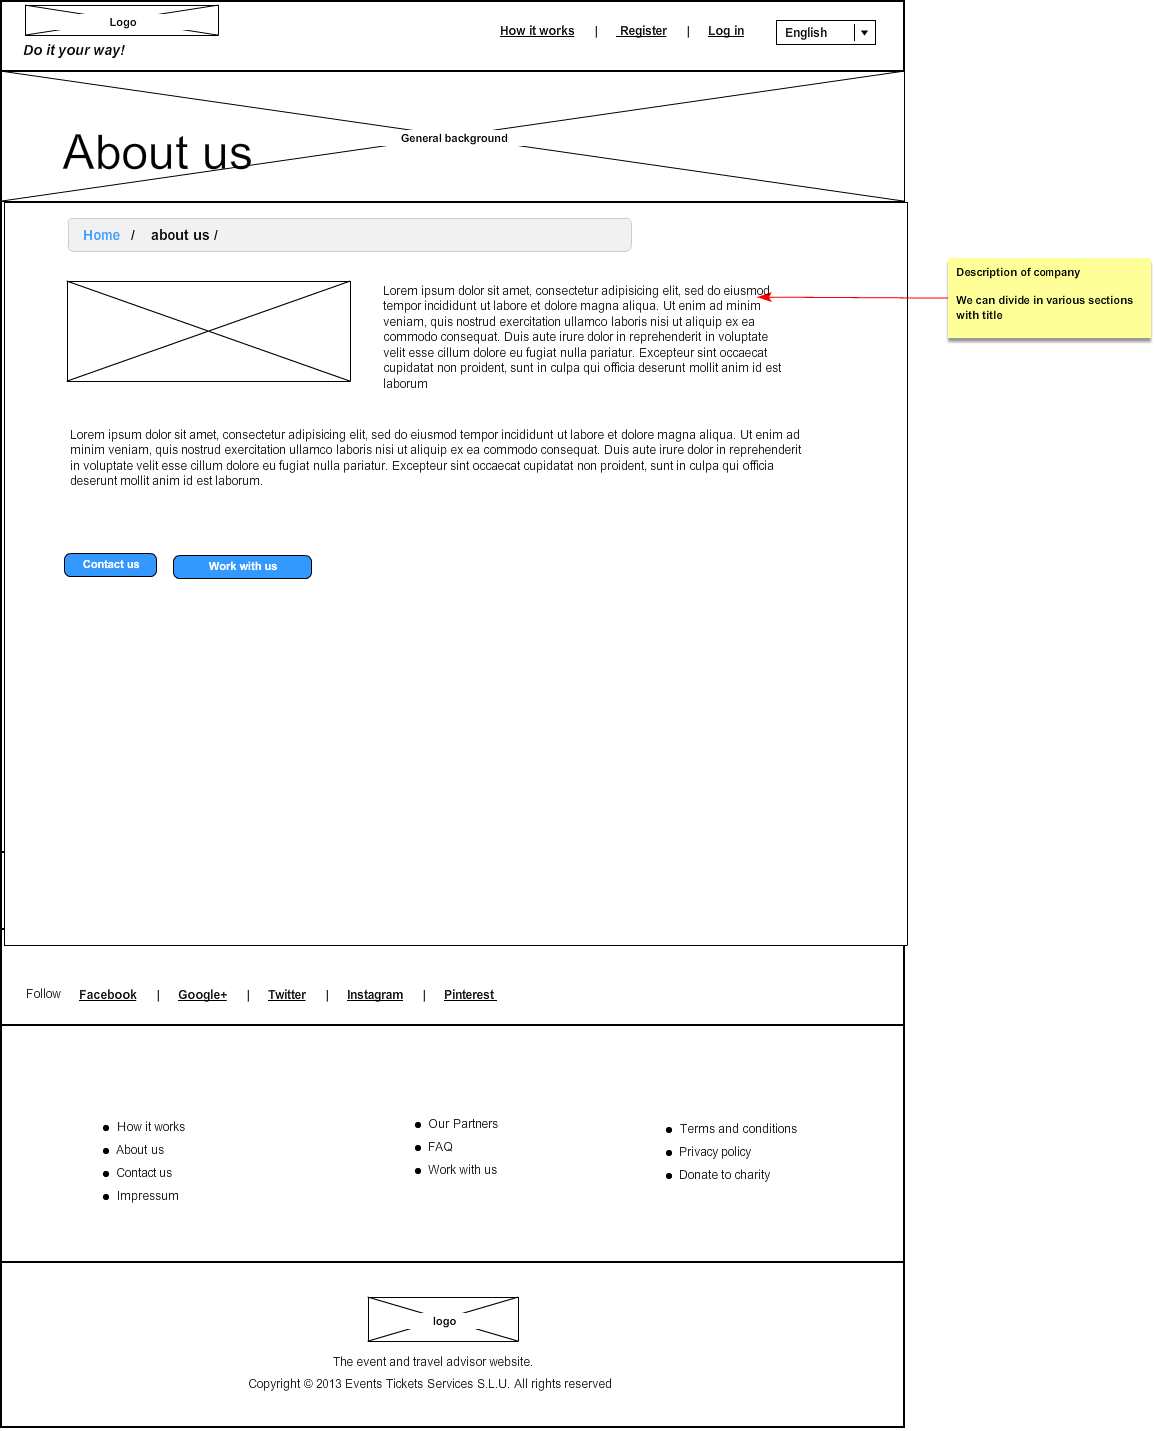 Logo
Do it your way!
How it works | Register | Log in
English
General background
About us
Home / about us /
Description of company
We can divide in various sections
with title
Lorem ipsum dolor sit amet, consectetur adipisicing elit, sed do eiusmod
tempor incididunt ut labore et dolore magna aliqua. Ut enim ad minim
veniam, quis nostrud exercitation ullamco laboris nisi ut aliquip ex ea
commodo consequat. Duis aute irure dolor in reprehenderit in voluptate
velit esse cillum dolore eu fugiat nulla pariatur. Excepteur sint occaecat
cupidatat non proident, sunt in culpa qui officia deserunt mollit anim id est
laborum
Lorem ipsum dolor sit amet, consectetur adipisicing elit, sed do eiusmod tempor incididunt ut labore et dolore magna aliqua. Ut enim ad
minim veniam, quis nostrud exercitation ullamco laboris nisi ut aliquip ex ea commodo consequat. Duis aute irure dolor in reprehenderit
in voluptate velit esse cillum dolore eu fugiat nulla pariatur. Excepteur sint occaecat cupidatat non proident, sunt in culpa qui officia
deserunt mollit anim id est laborum.
Contact us
Work with us
Follow Facebook | Google+ | Twitter | Instagram | Pinterest
How it works
About us
Contact us
Impressum
Our Partners
FAQ
Work with us
Terms and conditions
Privacy policy
Donate to charity
logo
The event and travel advisor website.
Copyright © 2013 Events Tickets Services S.L.U. All rights reserved